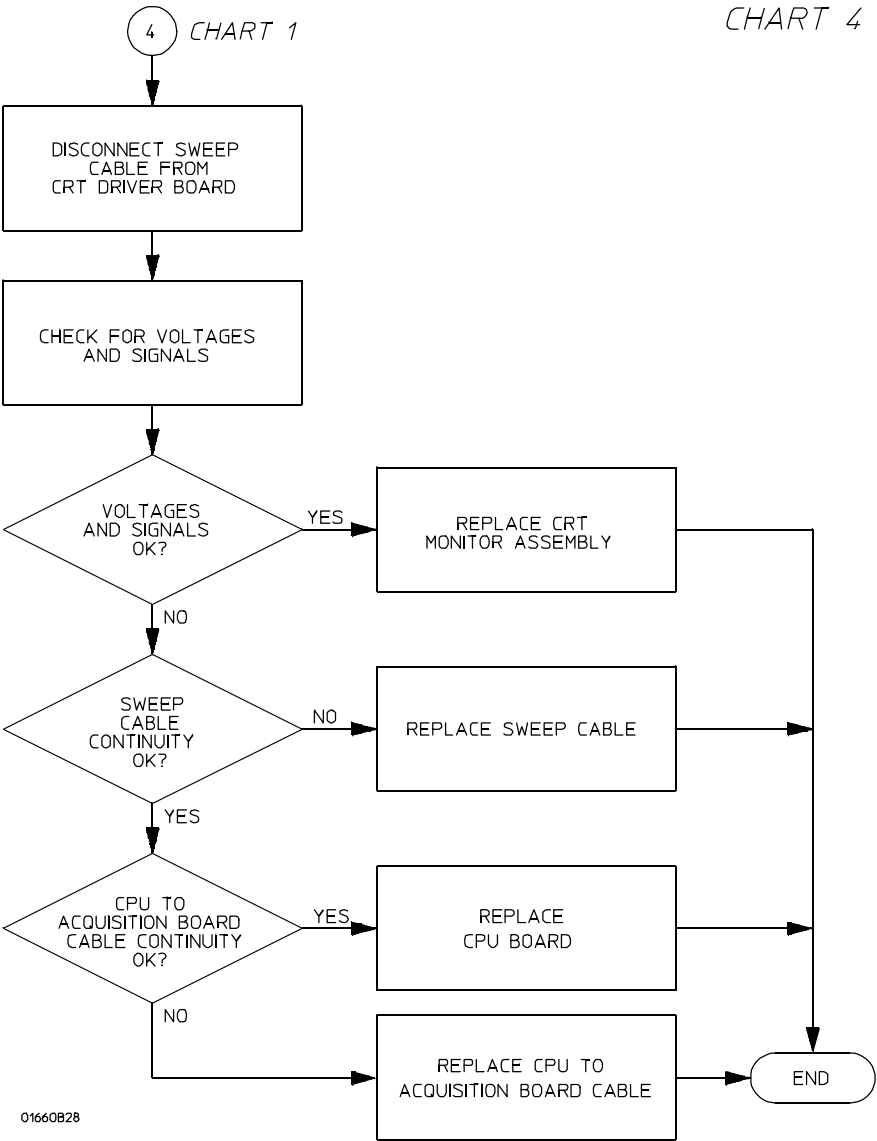 4 CHART 1
CHART 4
DISCONNECT SWEEP
CABLE FROM
CRT DRIVER BOARD
CHECK FOR VOLTAGES
AND SIGNALS
VOLTAGES
AND SIGNALS
OK?
YES
REPLACE CRT
MONITOR ASSEMBLY
NO
SWEEP
CABLE
CONTINUITY
OK?
NO
REPLACE SWEEP CABLE
YES
CPU TO
ACQUISITION BOARD
CABLE CONTINUITY
OK?
YES
REPLACE
CPU BOARD
NO
REPLACE CPU TO
ACQUISITION BOARD CABLE
END
01660B28